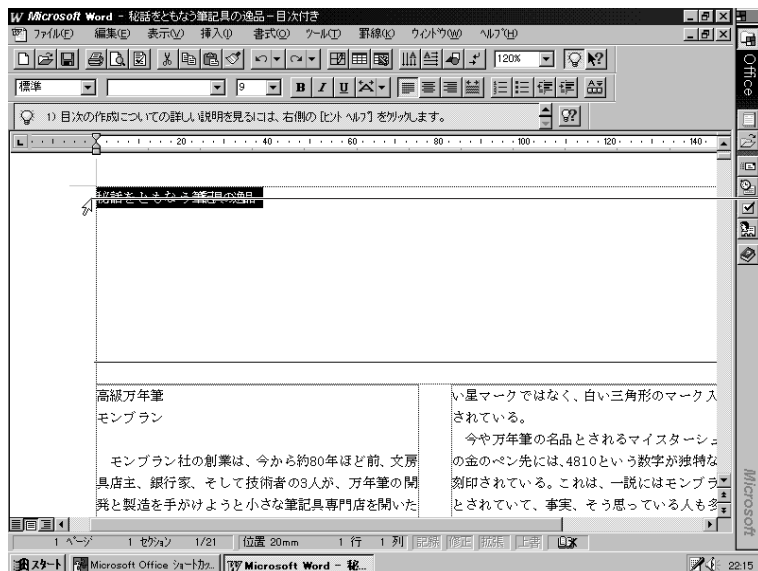 Microsoft Word - 秘話をともなう筆記具の逸品－目次付き
ファイル(F) 編集(E) 表示(V) 挿入(I) 書式(O) ツール(T) 罫線(K) ウィンドウ(W) ヘルプ(H)
120%
標準 9 B I U
1) 目次の作成についての詳しい説明を見るには、右側の [ヒント ヘルプ] をクリックします。
20 40 60 80 100 120 140
秘話をともなう筆記具の逸品
高級万年筆
モンブラン
モンブラン社の創業は、今から約80年ほど前、文房
具店主、銀行家、そして技術者の3人が、万年筆の開
発と製造を手がけようと小さな筆記具専門店を開いた
い星マークではなく、白い三角形のマーク入
されている。
今や万年筆の名品とされるマイスターシュ
の金のペン先には、4810という数字が独特な
刻印されている。これは、一説にはモンブラ
とされていて、事実、そう思っている人も多
1 ページ 1 セクション 1/21 位置 20mm 1 行 1 列 記録 修正 拡張 上書
スタート Microsoft Office ショートカッ... Microsoft Word - 秘... 22:15
Office
Microsoft